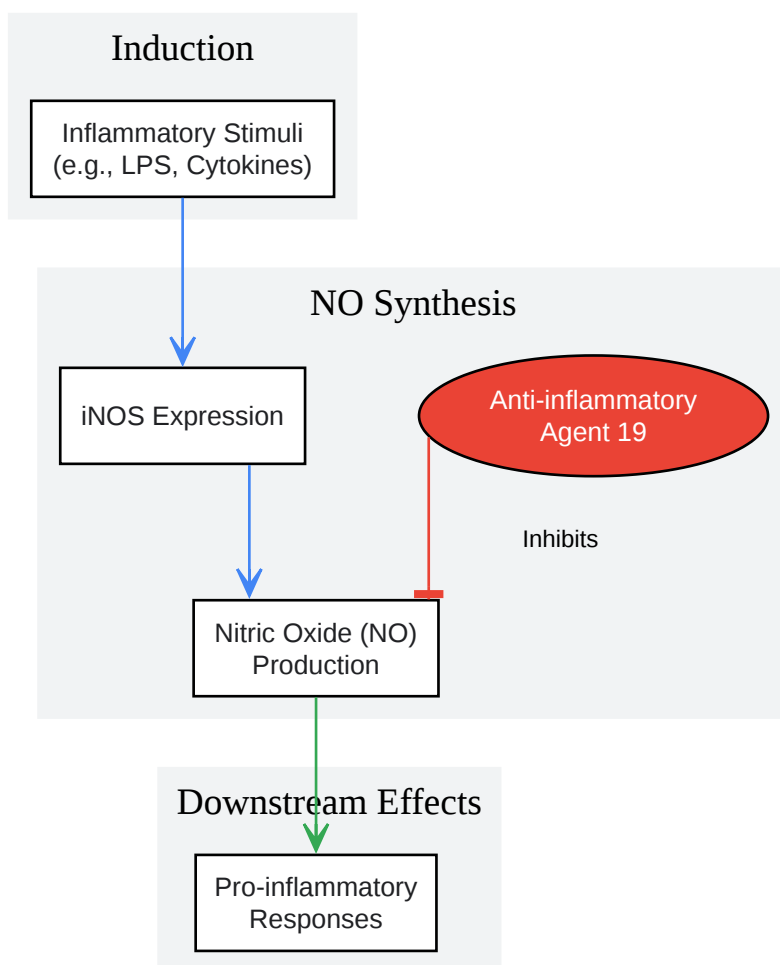 Induction
Inflammatory Stimuli
(e.g., LPS, Cytokines)
NO Synthesis
iNOS Expression
Anti-inflammatory
Agent 19
Inhibits
Nitric Oxide (NO)
Production
Downstream Effects
Pro-inflammatory
Responses